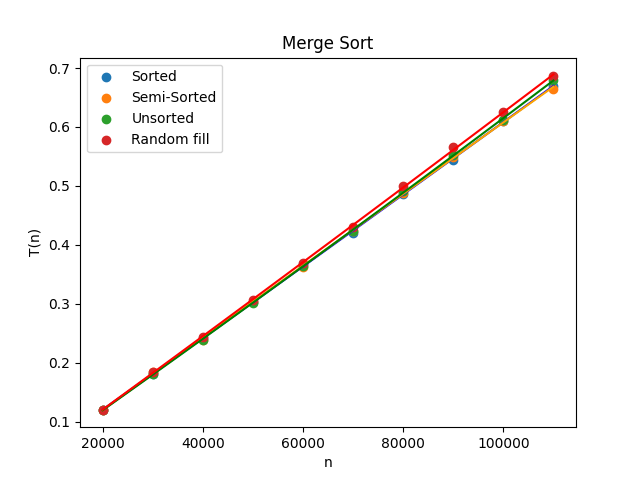 Merge Sort
Sorted
Semi-Sorted
Unsorted
Random fill
T(n)
0.7
0.6
0.5
0.4
0.3
0.2
0.1
20000 40000 60000 80000 100000
n